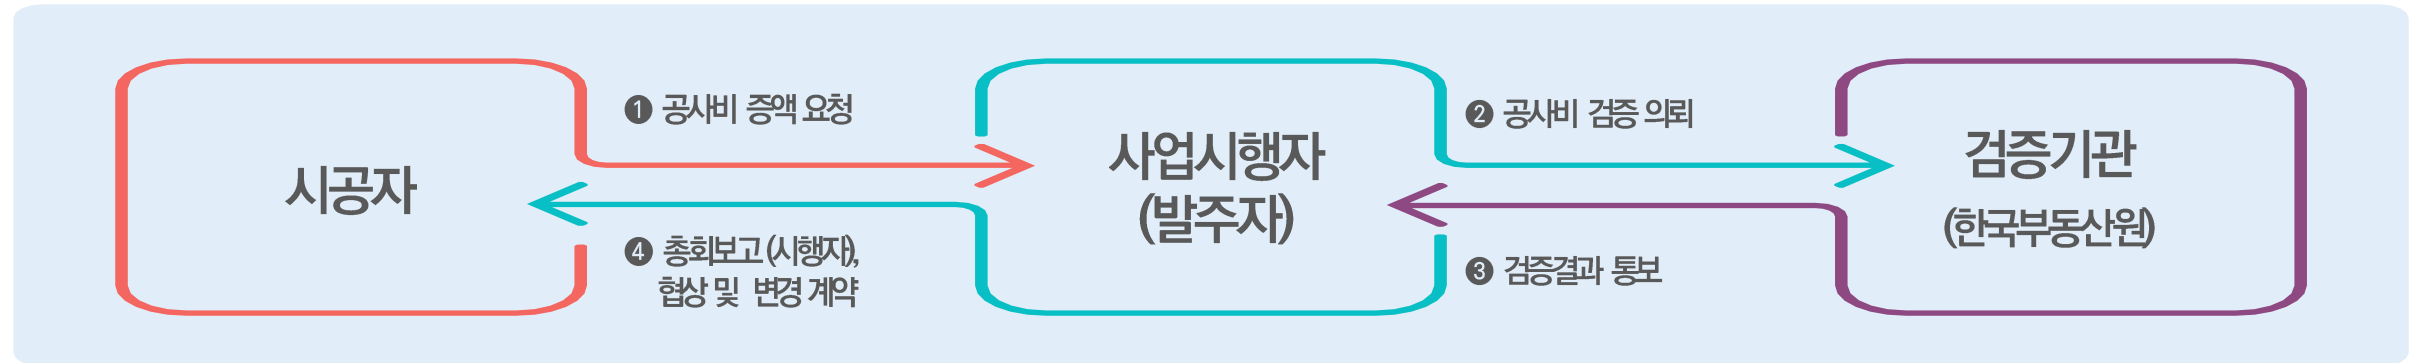 시공자
❶ 공사비 증액 요청
❹ 총회보고 (시행자),
협상 및 변경 계약
사업시행자
(발주자)
❷ 공사비 검증 의뢰
❸ 검증결과 통보
검증기관
(한국부동산원)